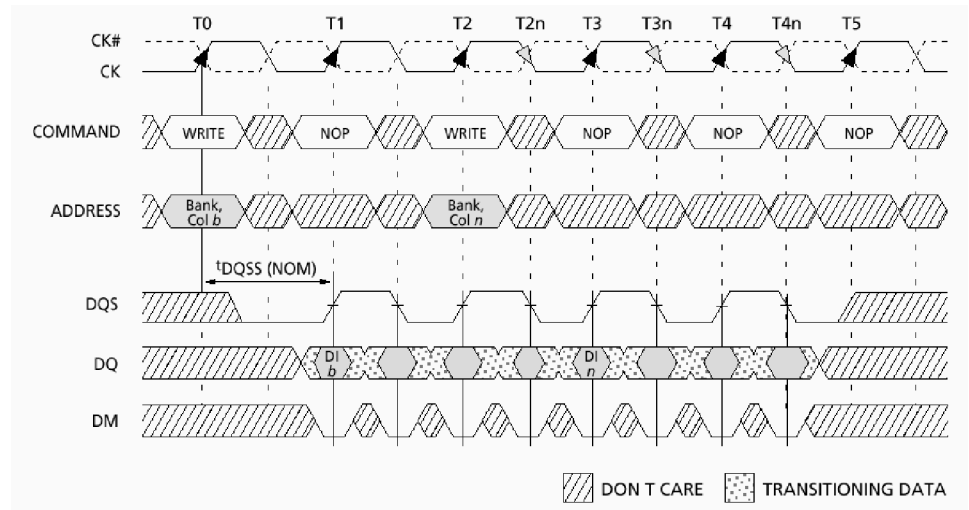 T0 T1 T2 T2n T3 T3n T4 T4n T5
CK#
CK
COMMAND WRITE NOP WRITE NOP NOP NOP
ADDRESS Bank, Col b Bank, Col n
tDQSS (NOM)
DQS
DQ DI b DI n
DM
DON T CARE TRANSITIONING DATA